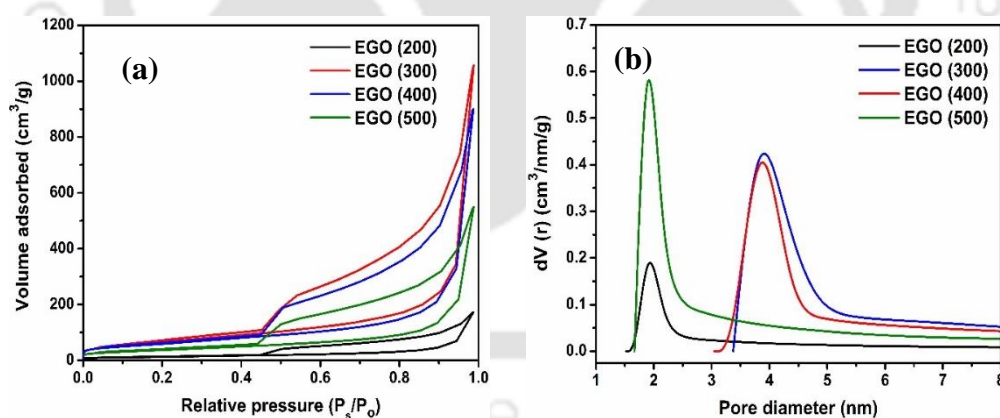 (a)
EGO (200)
EGO (300)
EGO (400)
EGO (500)
Volume adsorbed (cm³/g)
1200
1000
800
600
400
200
0
0.0 0.2 0.4 0.6 0.8 1.0
Relative pressure (Pₛ/Pₒ)
(b)
EGO (200)
EGO (300)
EGO (400)
EGO (500)
dV (r) (cm³/nm/g)
0.7
0.6
0.5
0.4
0.3
0.2
0.1
0.0
1 2 3 4 5 6 7 8
Pore diameter (nm)